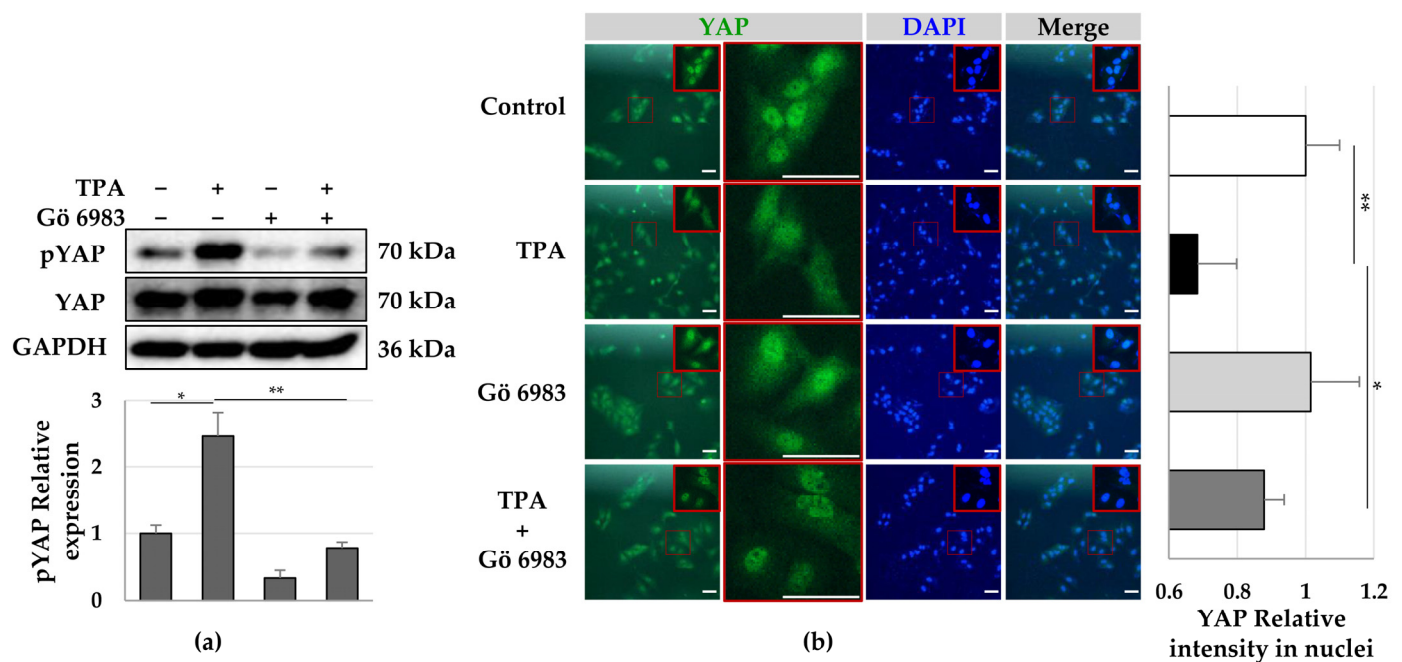 (b)
YAP DAPI Merge
Control
TPA
Gö 6983
TPA
+
Gö 6983
***
*
0.6 0.8 1 1.2
YAP Relative
intensity in nuclei
TPA − + − +
Gö 6983 − − + +
pYAP 70 kDa
YAP 70 kDa
GAPDH 36 kDa
* **
3
2
1
0
pYAP Relative
expression
(a)